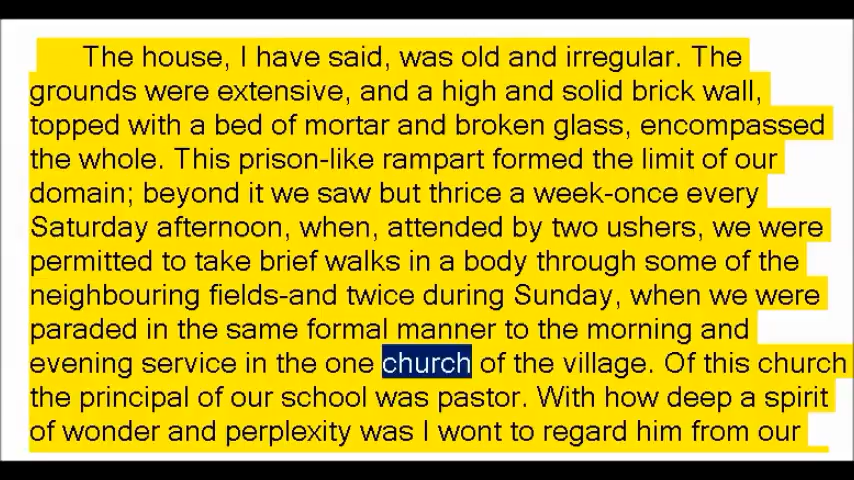 The house, I have said, was old and irregular. The
grounds were extensive, and a high and solid brick wall,
topped with a bed of mortar and broken glass, encompassed
the whole. This prison-like rampart formed the limit of our
domain; beyond it we saw but thrice a week-once every
Saturday afternoon, when, attended by two ushers, we were
permitted to take brief walks in a body through some of the
neighbouring fields-and twice during Sunday, when we were
paraded in the same formal manner to the morning and
evening service in the one church of the village. Of this church
the principal of our school was pastor. With how deep a spirit
of wonder and perplexity was I wont to regard him from our